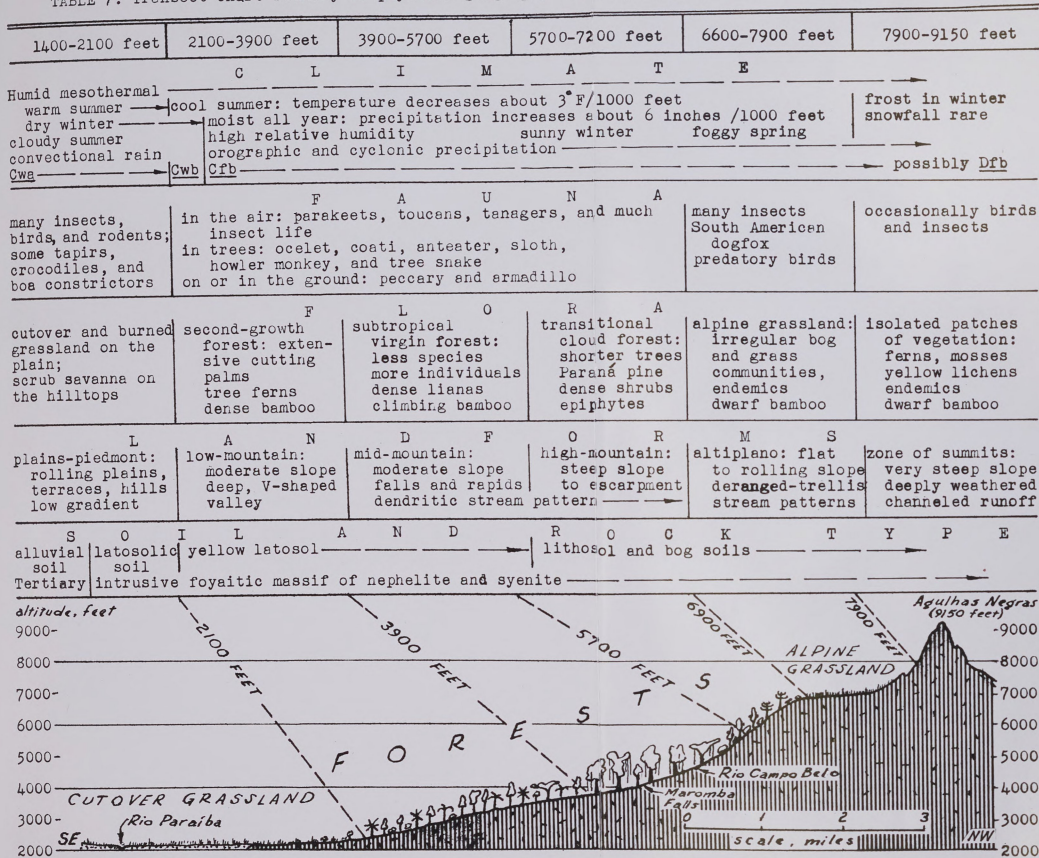 TABLE 7.
1400-2100 feet 2100-3900 feet 3900-5700 feet 5700-7200 feet 6600-7900 feet 7900-9150 feet
C L I M A T E
Humid mesothermal
warm summer cool summer: temperature decreases about 3°F/1000 feet frost in winter
dry winter moist all year: precipitation increases about 6 inches /1000 feet snowfall rare
cloudy summer high relative humidity sunny winter foggy spring
convectional rain orographic and cyclonic precipitation
Cwa Cwb Cfb possibly Dfb
F A U N A
many insects, in the air: parakeets, toucans, tanagers, and much many insects occasionally birds
birds, and rodents; insect life South American and insects
some tapirs, in trees: ocelet, coati, anteater, sloth, dogfox
crocodiles, and howler monkey, and tree snake predatory birds
boa constrictors on or in the ground: peccary and armadillo
F L O R A
cutover and burned second-growth subtropical transitional alpine grassland: isolated patches
grassland on the forest: exten- virgin forest: cloud forest: irregular bog of vegetation:
plain; sive cutting less species shorter trees and grass ferns, mosses
scrub savanna on palms more individuals Paraná pine communities, yellow lichens
the hilltops tree ferns dense lianas dense shrubs endemics endemics
dense bamboo climbing bamboo epiphytes dwarf bamboo dwarf bamboo
L A N D F O R M S
plains-piedmont: low-mountain: mid-mountain: high-mountain: altiplano: flat zone of summits:
rolling plains, moderate slope moderate slope steep slope to rolling slope very steep slope
terraces, hills deep, V-shaped falls and rapids to escarpment deranged-trellis deeply weathered
low gradient valley dendritic stream pattern stream patterns channeled runoff
S O I L A N D R O C K T Y P E
alluvial latosolic yellow latosol lithosol and bog soils
soil soil
Tertiary intrusive foyaitic massif of nephelite and syenite
altitude, feet Agulhas Negras
(9150 feet)
9000- -9000
2100 FEET 3900 FEET 5700 FEET 6900 FEET 7900 FEET
ALPINE
GRASSLAND
8000 8000
7000- -7000
6000 6000
5000- -5000
F O R E S T S
4000 4000
Rio Campo Belo
Maromba
Falls
CUTOVER GRASSLAND
3000- -3000
Rio Paraíba
0 1 2 3
scale, miles
SE NW
2000 2000